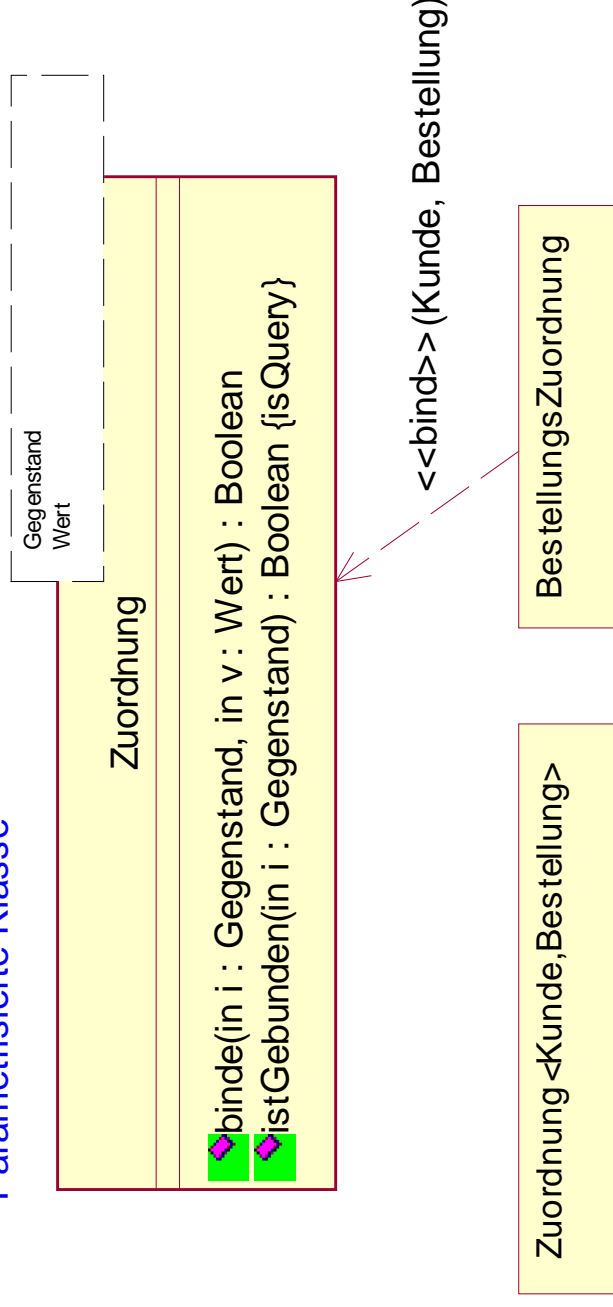 Parametrisierte Klasse
Gegenstand
Wert
Zuordnung
binde(in i : Gegenstand, in v : Wert) : Boolean
istGebunden(in i : Gegenstand) : Boolean {isQuery}
<<bind>>(Kunde, Bestellung)
Zuordnung<Kunde,Bestellung>
BestellungsZuordnung